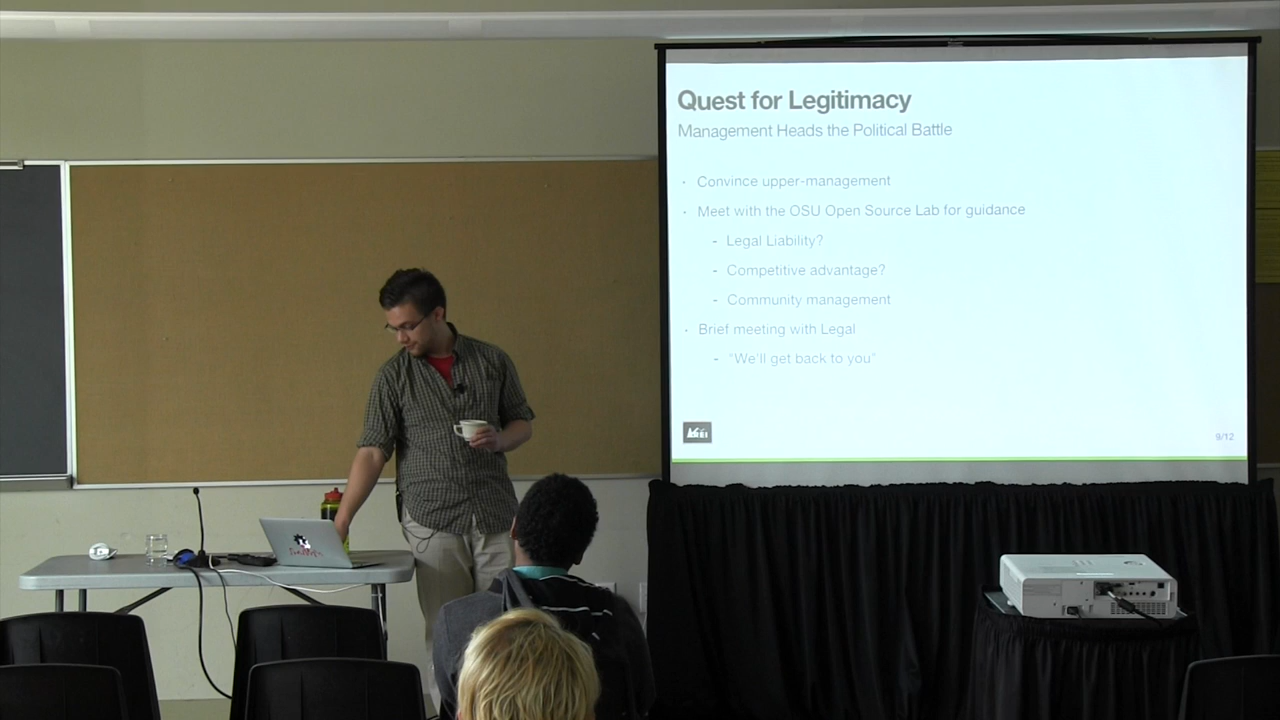 Quest for Legitimacy
Management Heads the Political Battle
· Convince upper-management
· Meet with the OSU Open Source Lab for guidance
- Legal Liability?
- Competitive advantage?
- Community management
· Brief meeting with Legal
- “We'll get back to you”
9/12